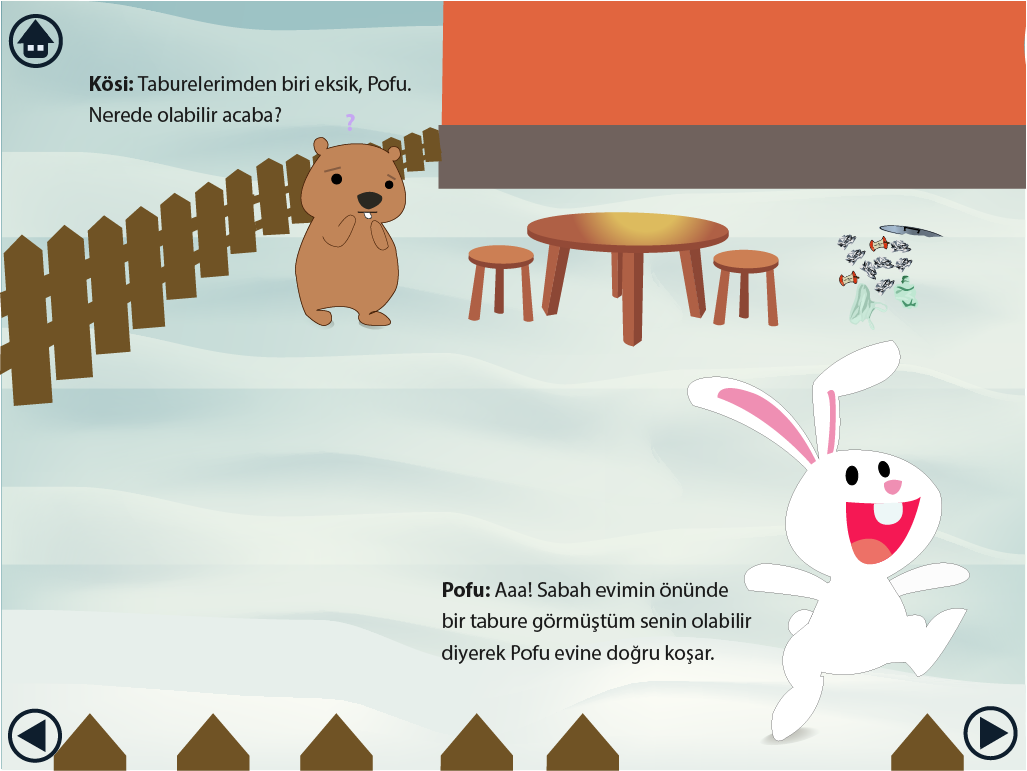 Kösi: Taburelerimden biri eksik, Pofu.
Nerede olabilir acaba?
?
Pofu: Aaa! Sabah evimin önünde
bir tabure görmüştüm senin olabilir
diyerek Pofu evine doğru koşar.